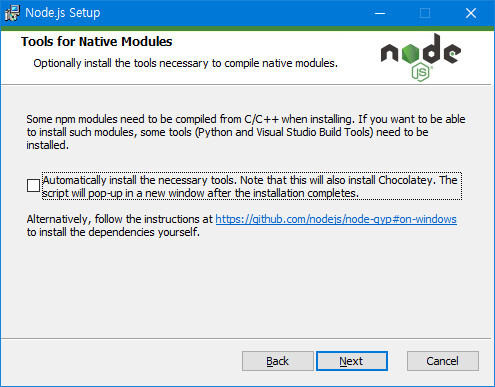 Node.js Setup
Tools for Native Modules
Optionally install the tools necessary to compile native modules.
node
JS
Some npm modules need to be compiled from C/C++ when installing. If you want to be able
to install such modules, some tools (Python and Visual Studio Build Tools) need to be
installed.
Automatically install the necessary tools. Note that this will also install Chocolatey. The
script will pop-up in a new window after the installation completes.
Alternatively, follow the instructions at https://github.com/nodejs/node-gyp#on-windows
to install the dependencies yourself.
Back Next Cancel